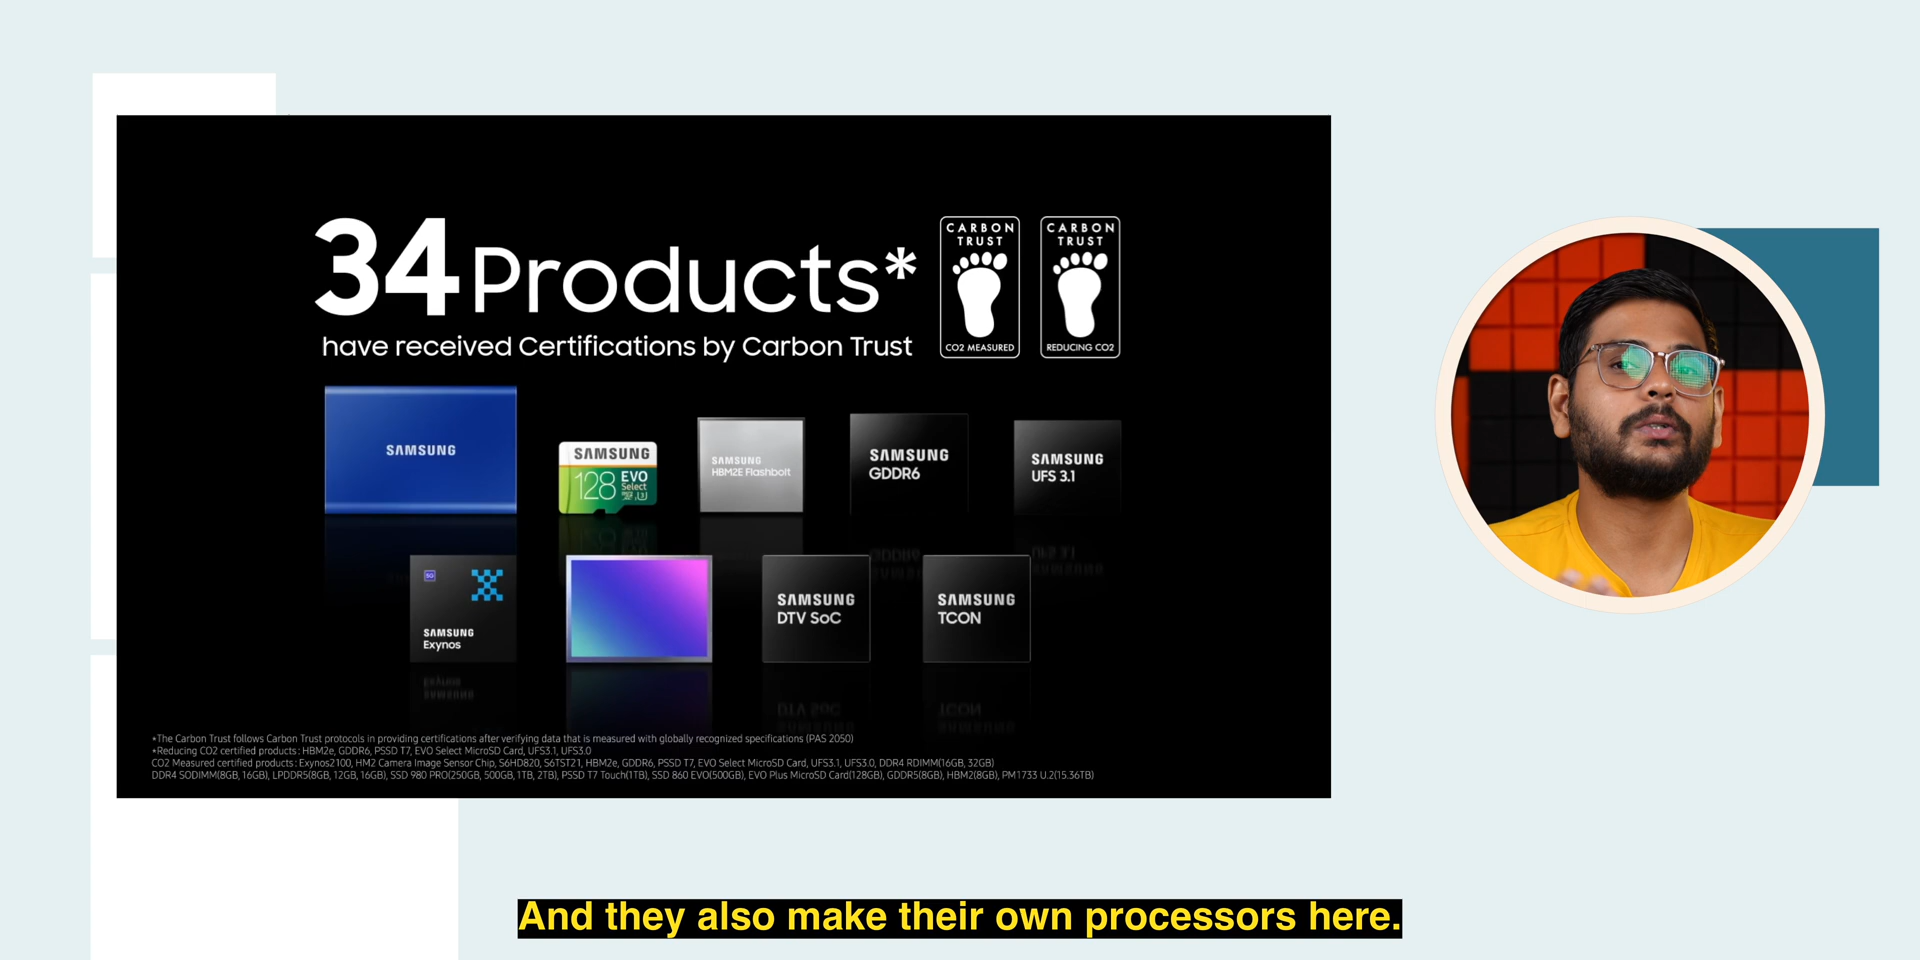 34 Products*
have received Certifications by Carbon Trust
CARBON
TRUST
CO2 MEASURED
CARBON
TRUST
REDUCING CO2
SAMSUNG
SAMSUNG
128 EVO
Select
SAMSUNG
HBM2E Flashbolt
SAMSUNG
GDDR6
SAMSUNG
UFS 3.1
5G
SAMSUNG
Exynos
SAMSUNG
DTV SoC
SAMSUNG
TCON
*The Carbon Trust follows Carbon Trust protocols in providing certifications after verifying data that is measured with globally recognized specifications (PAS 2050)
*Reducing CO2 certified products: HBM2e, GDDR6, PSSD T7, EVO Select MicroSD Card, UFS3.1, UFS3.0
CO2 Measured certified products: Exynos2100, HM2 Camera Image Sensor Chip, S6HD820, S6TST21, HBM2e, GDDR6, PSSD T7, EVO Select MicroSD Card, UFS3.1, UFS3.0, DDR4 RDIMM(16GB, 32GB)
DDR4 SODIMM(8GB, 16GB), LPDDR5(8GB, 12GB, 16GB), SSD 980 PRO(250GB, 500GB, 1TB, 2TB), PSSD T7 Touch(1TB), SSD 860 EVO(500GB), EVO Plus MicroSD Card(128GB), GDDR5(8GB), HBM2(8GB), PM1733 U.2(15.36TB)
And they also make their own processors here.